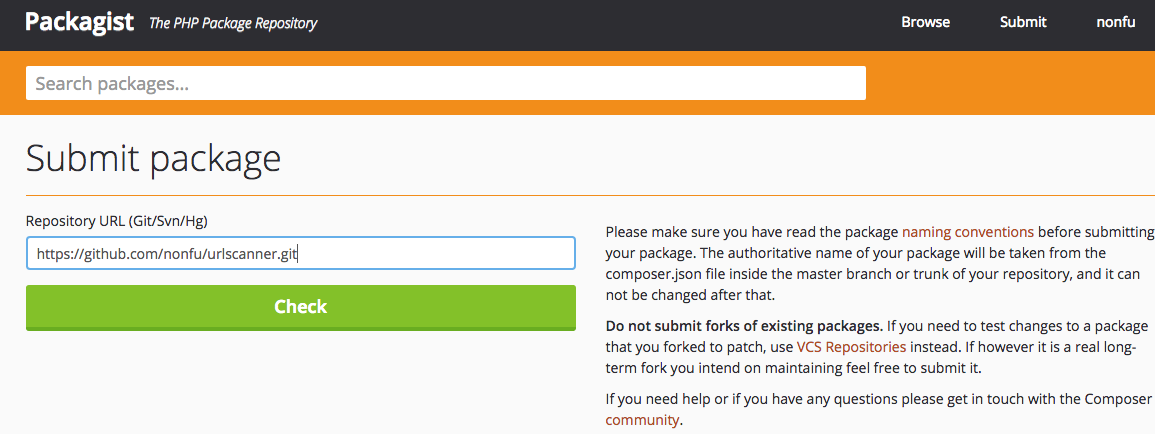 Packagist The PHP Package Repository Browse Submit nonfu
Search packages...
Submit package
Repository URL (Git/Svn/Hg)
https://github.com/nonfu/urlscanner.git
Check
Please make sure you have read the package naming conventions before submitting
your package. The authoritative name of your package will be taken from the
composer.json file inside the master branch or trunk of your repository, and it can
not be changed after that.
Do not submit forks of existing packages. If you need to test changes to a package
that you forked to patch, use VCS Repositories instead. If however it is a real long-
term fork you intend on maintaining feel free to submit it.
If you need help or if you have any questions please get in touch with the Composer
community.